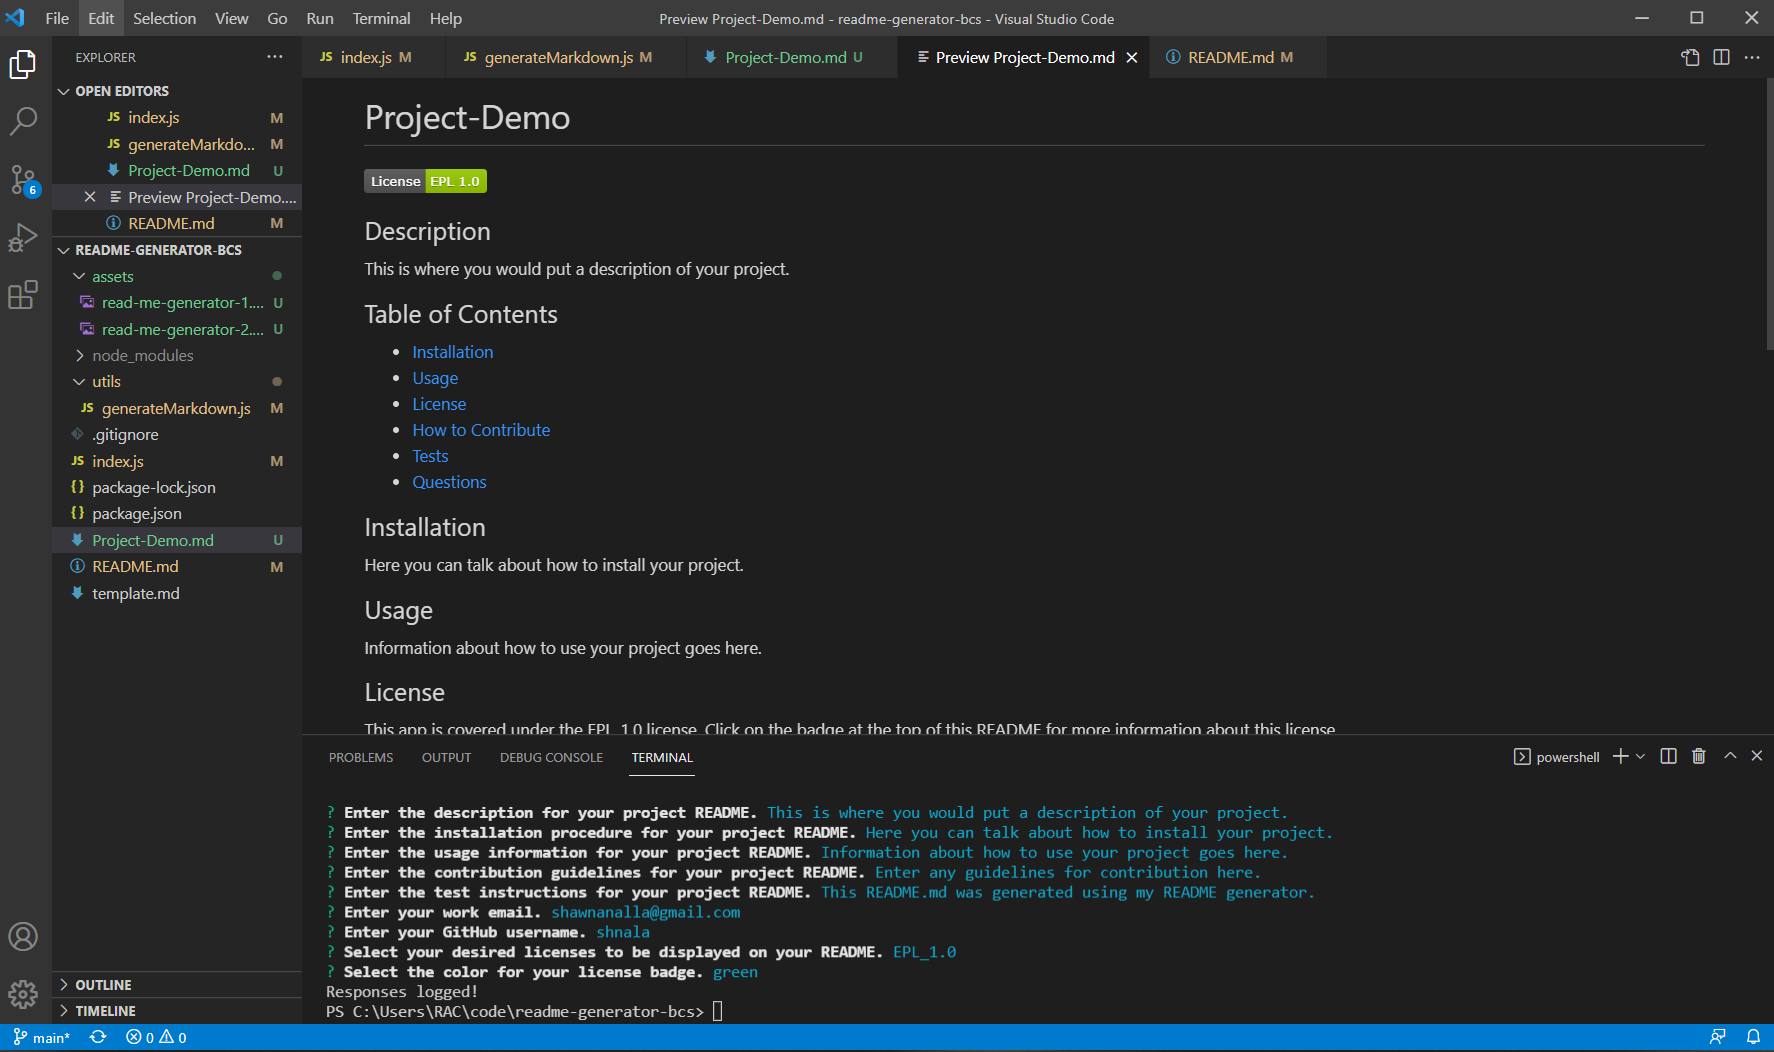 File Edit Selection View Go Run Terminal Help
Preview Project-Demo.md - readme-generator-bcs - Visual Studio Code
EXPLORER
OPEN EDITORS
JS index.js M
JS generateMarkdo... M
Project-Demo.md U
Preview Project-Demo....
README.md M
README-GENERATOR-BCS
assets
read-me-generator-1.... U
read-me-generator-2.... U
node_modules
utils
JS generateMarkdown.js M
.gitignore
JS index.js M
{} package-lock.json
{} package.json
Project-Demo.md U
README.md M
template.md
OUTLINE
TIMELINE
6
JS index.js M
JS generateMarkdown.js M
Project-Demo.md U
Preview Project-Demo.md
README.md M
Project-Demo
License EPL 1.0
Description
This is where you would put a description of your project.
Table of Contents
• Installation
• Usage
• License
• How to Contribute
• Tests
• Questions
Installation
Here you can talk about how to install your project.
Usage
Information about how to use your project goes here.
License
This app is covered under the EPL_1.0 license. Click on the badge at the top of this README for more information about this license.
PROBLEMS OUTPUT DEBUG CONSOLE TERMINAL
powershell
? Enter the description for your project README. This is where you would put a description of your project.
? Enter the installation procedure for your project README. Here you can talk about how to install your project.
? Enter the usage information for your project README. Information about how to use your project goes here.
? Enter the contribution guidelines for your project README. Enter any guidelines for contribution here.
? Enter the test instructions for your project README. This README.md was generated using my README generator.
? Enter your work email. shawnanalla@gmail.com
? Enter your GitHub username. shnala
? Select your desired licenses to be displayed on your README. EPL_1.0
? Select the color for your license badge. green
Responses logged!
PS C:\Users\RAC\code\readme-generator-bcs>
main* 0 0